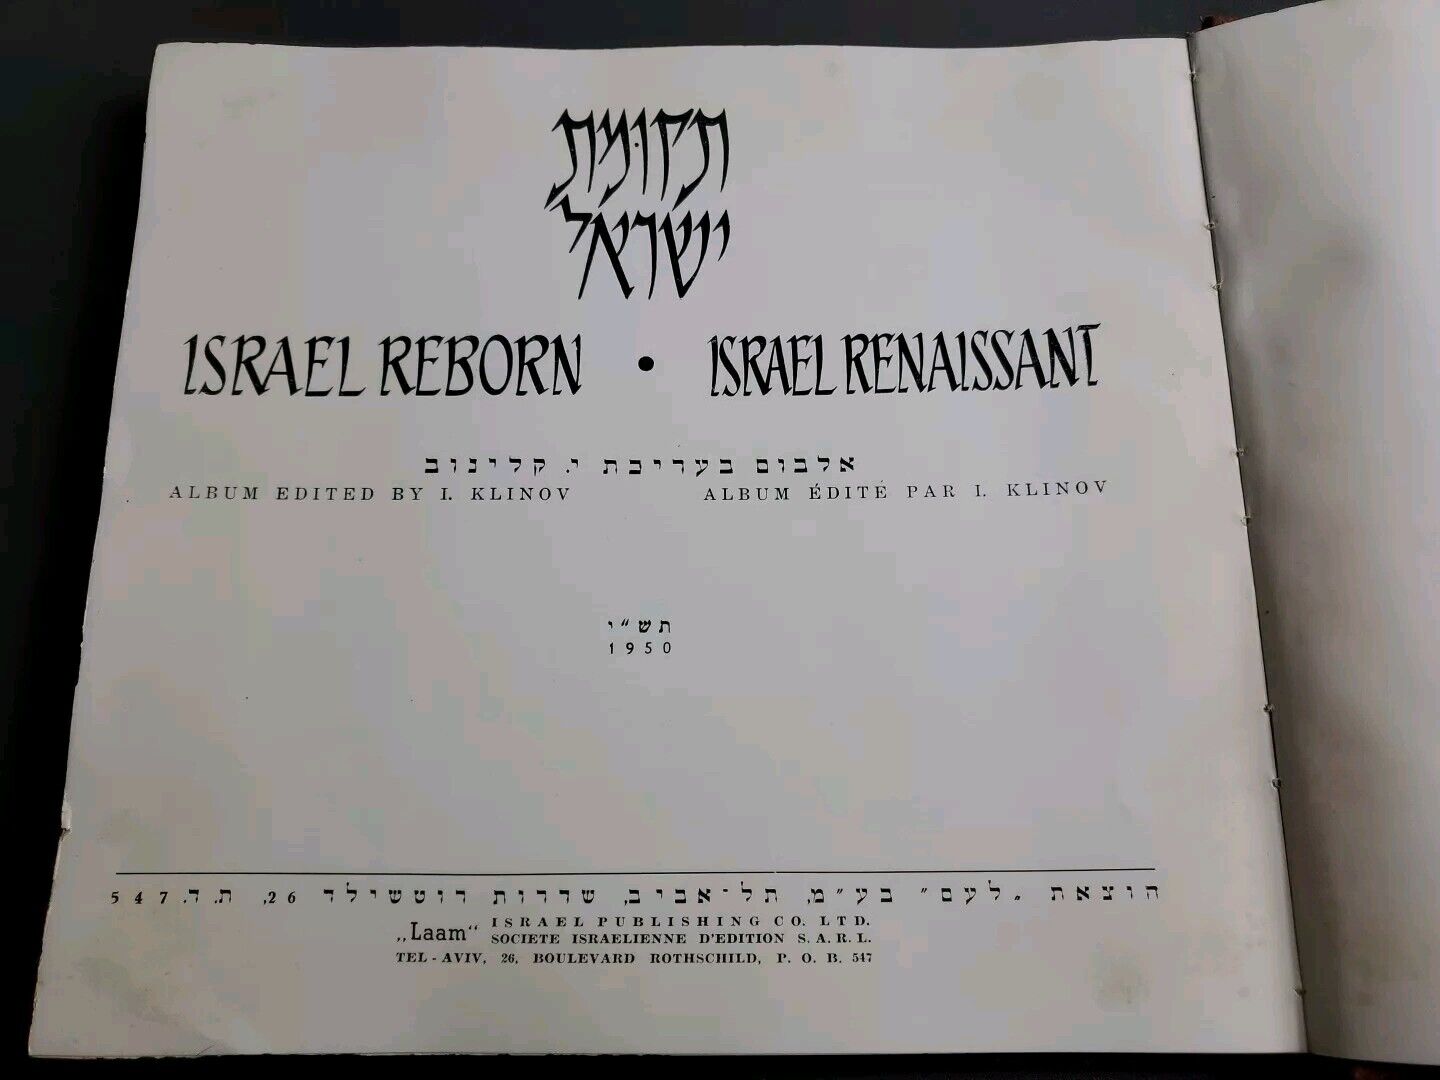 תקומת
ישראל
ISRAEL REBORN • ISRAEL RENAISSANT
אלבום בעריכת י. קלינוב
ALBUM EDITED BY I. KLINOV ALBUM ÉDITÉ PAR I. KLINOV
תש״י
1950
הוצאת „לעם״ בע״מ, תל־אביב, שדרות רוטשילד 26, ת. ד. 547
„Laam“ ISRAEL PUBLISHING CO. LTD.
SOCIETE ISRAELIENNE D'EDITION S. A. R. L.
TEL - AVIV, 26, BOULEVARD ROTHSCHILD, P. O. B. 547